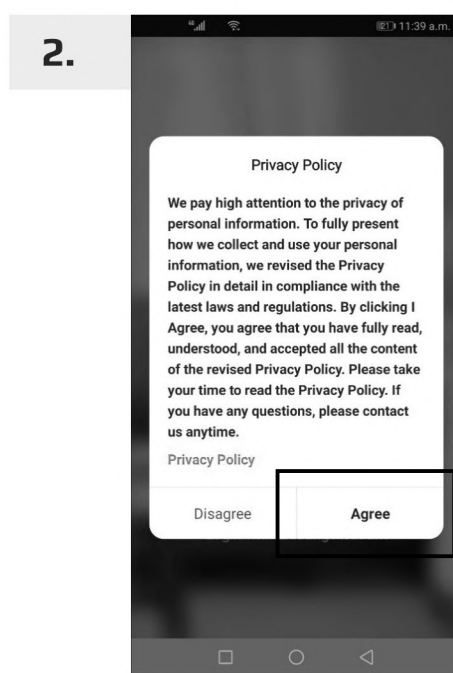 2.
11:39 a.m.
Privacy Policy
We pay high attention to the privacy of
personal information. To fully present
how we collect and use your personal
information, we revised the Privacy
Policy in detail in compliance with the
latest laws and regulations. By clicking I
Agree, you agree that you have fully read,
understood, and accepted all the content
of the revised Privacy Policy. Please take
your time to read the Privacy Policy. If
you have any questions, please contact
us anytime.
Privacy Policy
Disagree
Agree